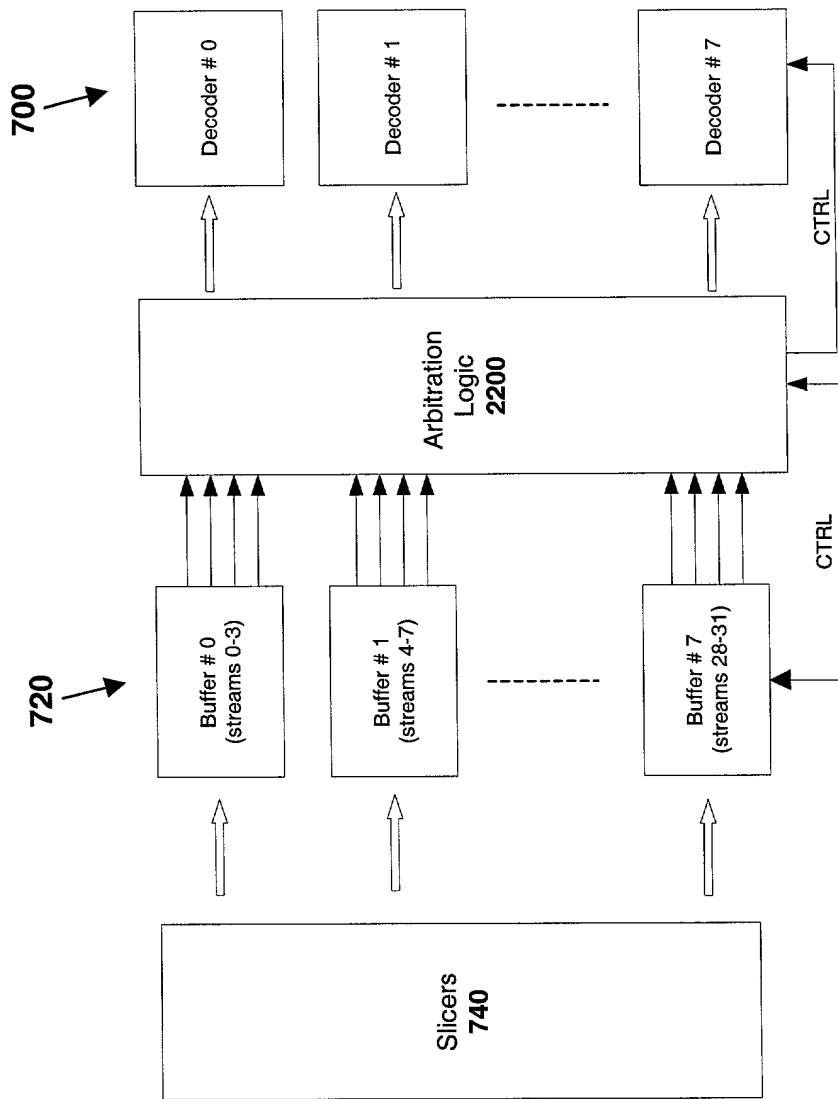 700
Decoder # 0
Decoder # 1
Decoder # 7
CTRL
Arbitration
Logic
2200
720
Buffer # 0
(streams 0-3)
Buffer # 1
(streams 4-7)
Buffer # 7
(streams 28-31)
CTRL
Slicers
740